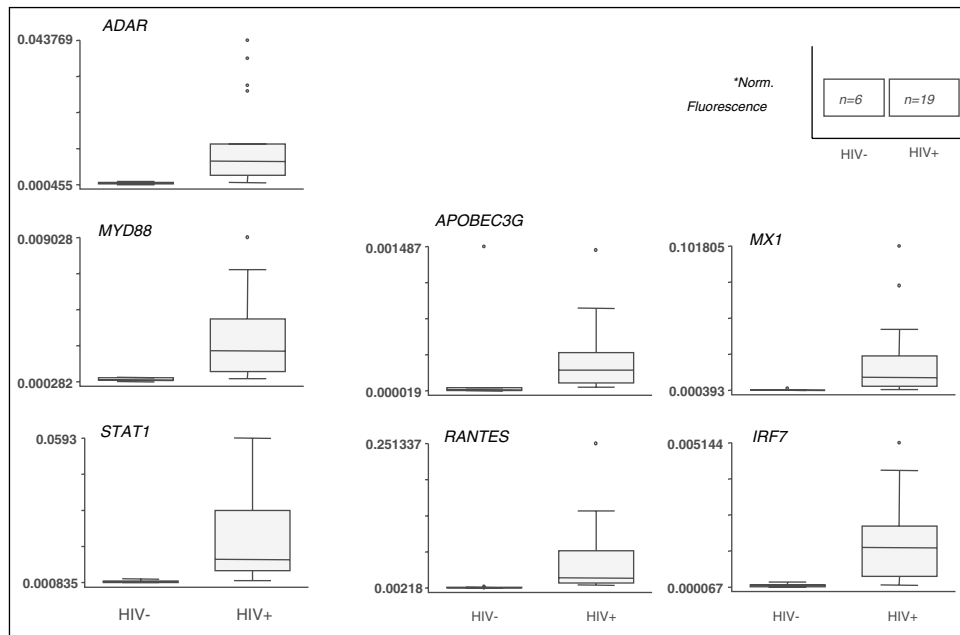 ADAR
0.043769
0.000455
*Norm.
Fluorescence
n=6
n=19
HIV-
HIV+
MYD88
0.009028
0.000282
APOBEC3G
0.001487
0.000019
MX1
0.101805
0.000393
STAT1
0.0593
0.000835
HIV-
HIV+
RANTES
0.251337
0.00218
HIV-
HIV+
IRF7
0.005144
0.000067
HIV-
HIV+